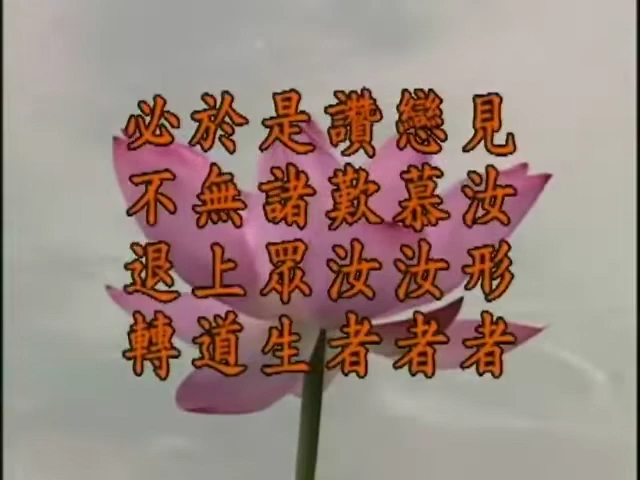 見汝形者
戀慕汝者
讚歎汝者
是諸眾生
於無上道
必不退轉